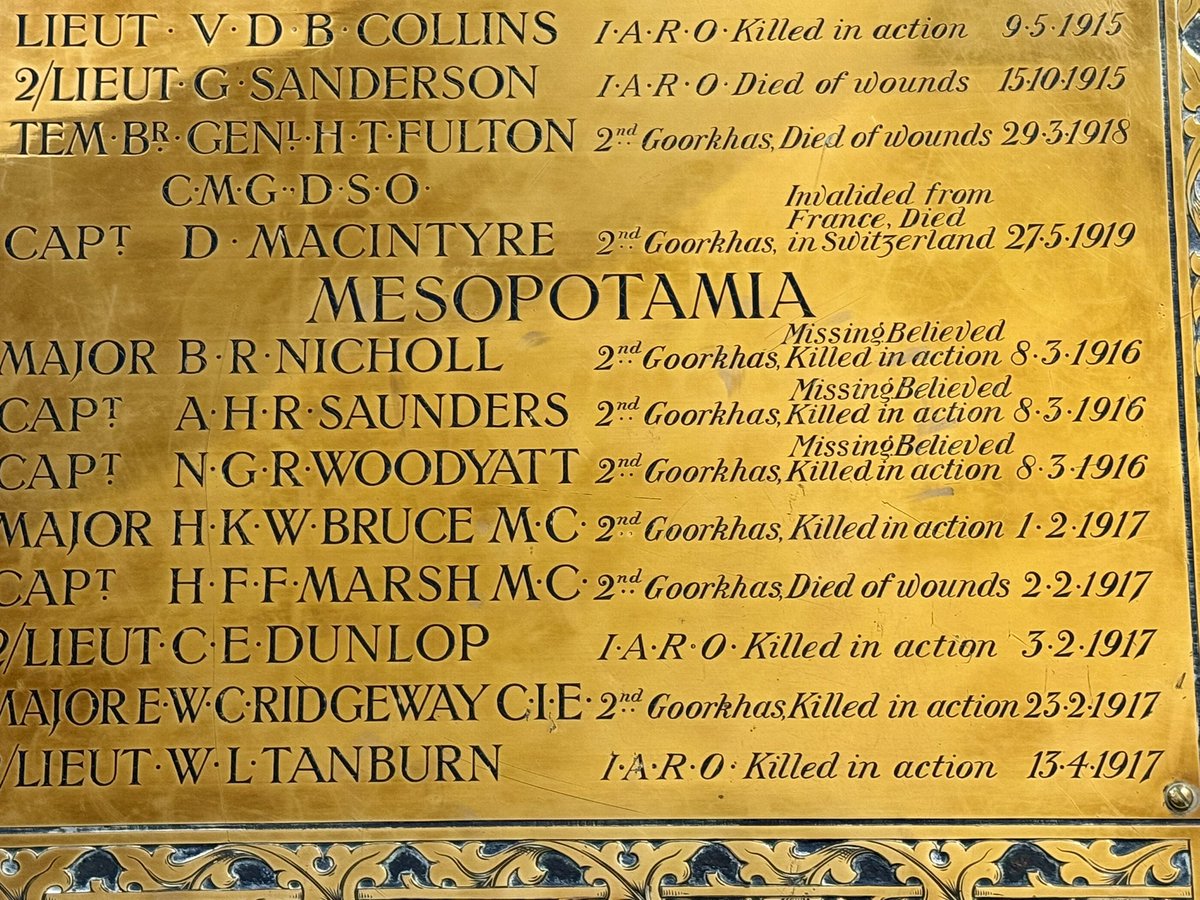 LIEUT· V·D·B·COLLINS I·A·R·O·Killed in action 9·5·1915
2/LIEUT·G·SANDERSON I·A·R·O·Died of wounds 15·10·1915
TEM·BR·GENL·H·T·FULTON 2nd Goorkhas, Died of wounds 29·3·1918
C·M·G·D·S·O·
Invalided from
France, Died
CAPT D·MACINTYRE 2nd Goorkhas, in Switzerland 27·5·1919
MESOPOTAMIA
Missing Believed
MAJOR B·R·NICHOLL 2nd Goorkhas, Killed in action 8·3·1916
Missing Believed
CAPT A·H·R·SAUNDERS 2nd Goorkhas, Killed in action 8·3·1916
Missing Believed
CAPT N·G·R·WOODYATT 2nd Goorkhas, Killed in action 8·3·1916
MAJOR H·K·W·BRUCE M·C· 2nd Goorkhas, Killed in action 1·2·1917
CAPT H·F·F·MARSH M·C· 2nd Goorkhas, Died of wounds 2·2·1917
2/LIEUT·C·E·DUNLOP I·A·R·O·Killed in action 3·2·1917
MAJOR E·W·C·RIDGEWAY C·I·E· 2nd Goorkhas, Killed in action 23·2·1917
/LIEUT·W·L·TANBURN I·A·R·O·Killed in action 13·4·1917